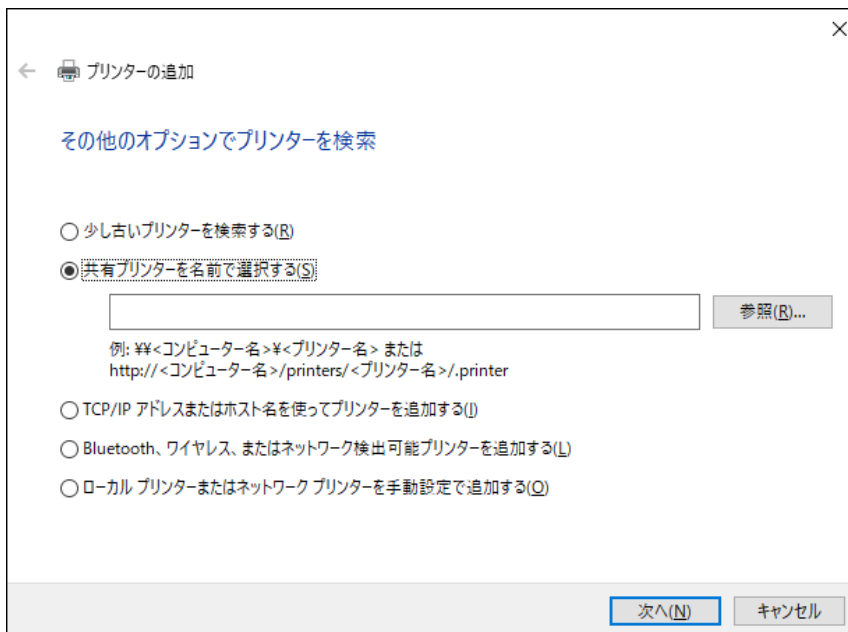 プリンターの追加
その他のオプションでプリンターを検索
少し古いプリンターを検索する(R)
共有プリンターを名前で選択する(S)
参照(R)...
例: ¥¥<コンピューター名>¥<プリンター名> または
http://<コンピューター名>/printers/<プリンター名>/.printer
TCP/IP アドレスまたはホスト名を使ってプリンターを追加する(I)
Bluetooth、ワイヤレス、またはネットワーク検出可能プリンターを追加する(L)
ローカル プリンターまたはネットワーク プリンターを手動設定で追加する(O)
次へ(N)
キャンセル